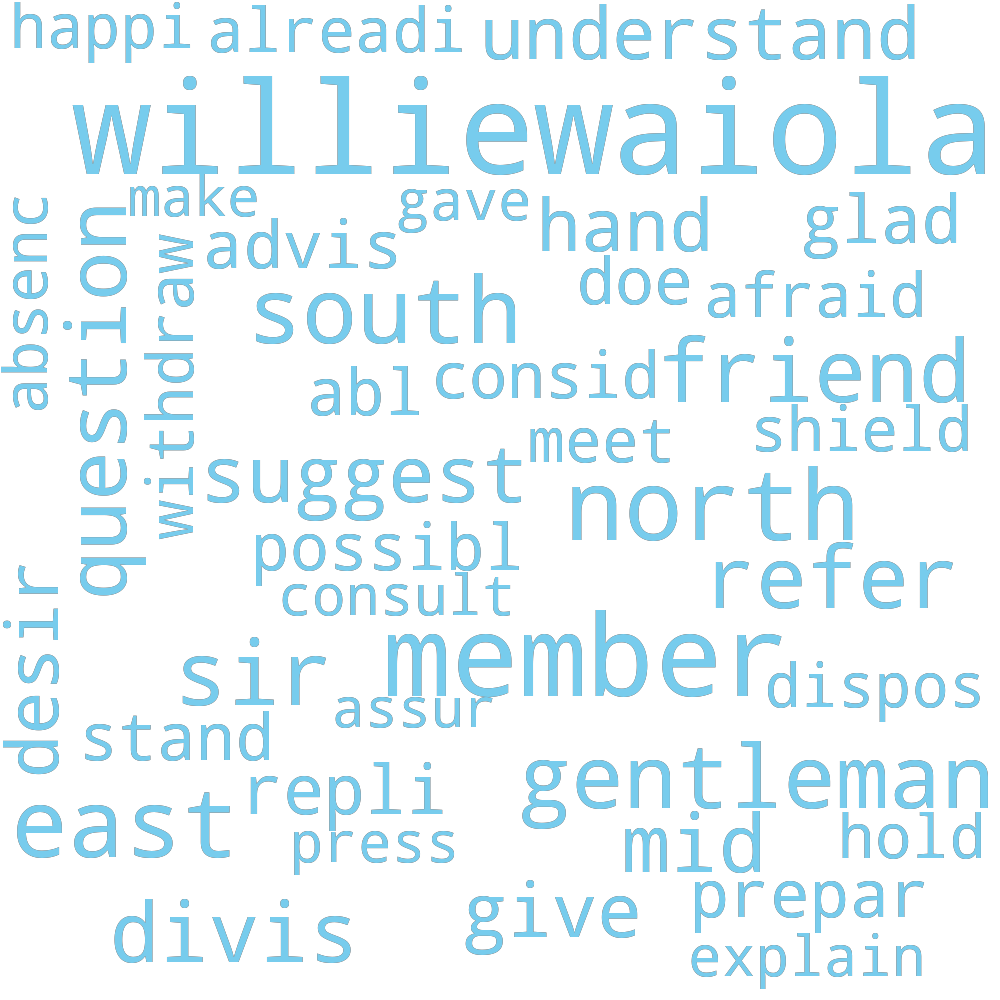 happi alreadi understand
williewaiola
make gave hand glad
absenc question withdraw advis
south doe afraid
abl consid friend
meet shield
suggest north
possibl
consult refer
desir sir member
assur dispos
stand
repli gentleman
east press mid hold
divis give prepar
explain